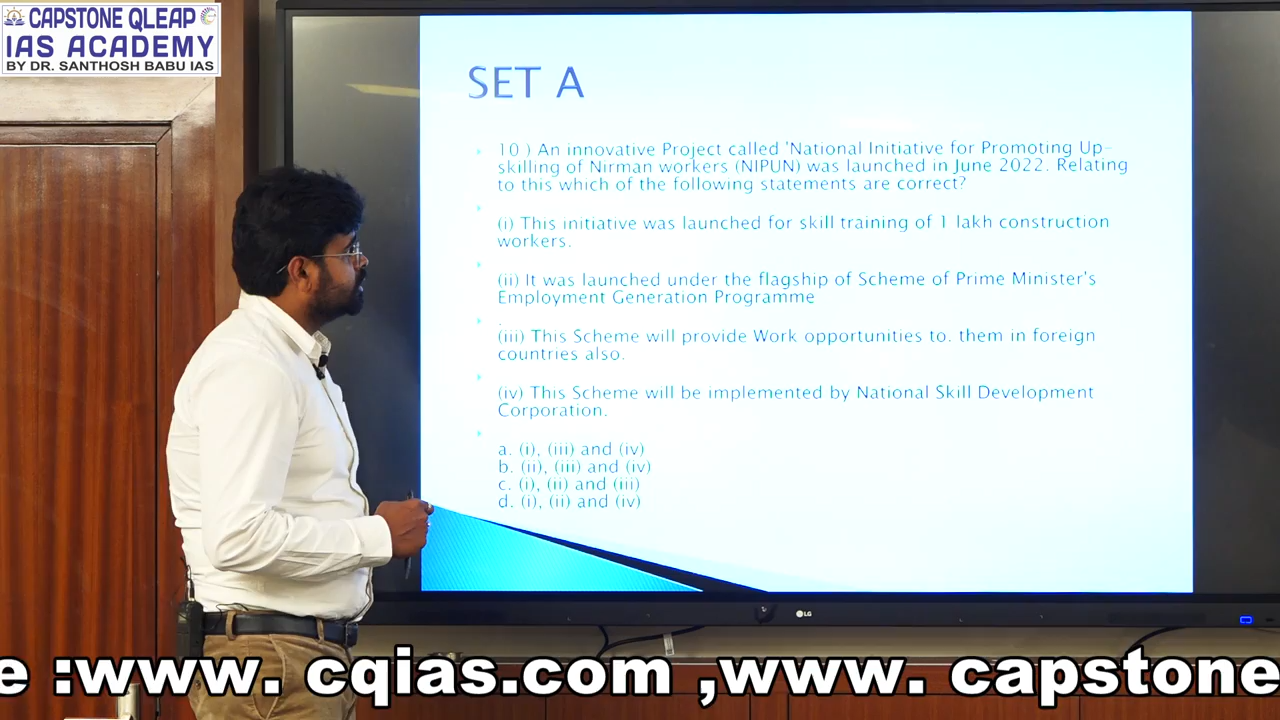 CAPSTONE QLEAP
IAS ACADEMY
BY DR. SANTHOSH BABU IAS
SET A
10 ) An innovative Project called 'National Initiative for Promoting Up-
skilling of Nirman workers (NIPUN) was launched in June 2022. Relating
to this which of the following statements are correct?
(i) This initiative was launched for skill training of 1 lakh construction
workers.
(ii) It was launched under the flagship of Scheme of Prime Minister's
Employment Generation Programme
.
(iii) This Scheme will provide Work opportunities to. them in foreign
countries also.
(iv) This Scheme will be implemented by National Skill Development
Corporation.
a. (i), (iii) and (iv)
b. (ii), (iii) and (iv)
c. (i), (ii) and (iii)
d. (i), (ii) and (iv)
LG
e :www. cqias.com ,www. capstone